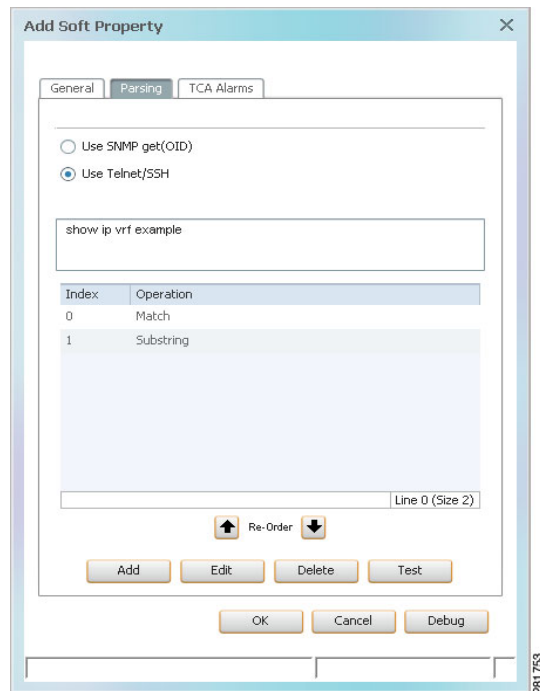 Add Soft Property
General Parsing TCA Alarms
Use SNMP get(OID)
Use Telnet/SSH
show ip vrf example
Index Operation
0 Match
1 Substring
Line 0 (Size 2)
Re-Order
Add Edit Delete Test
OK Cancel Debug
281753